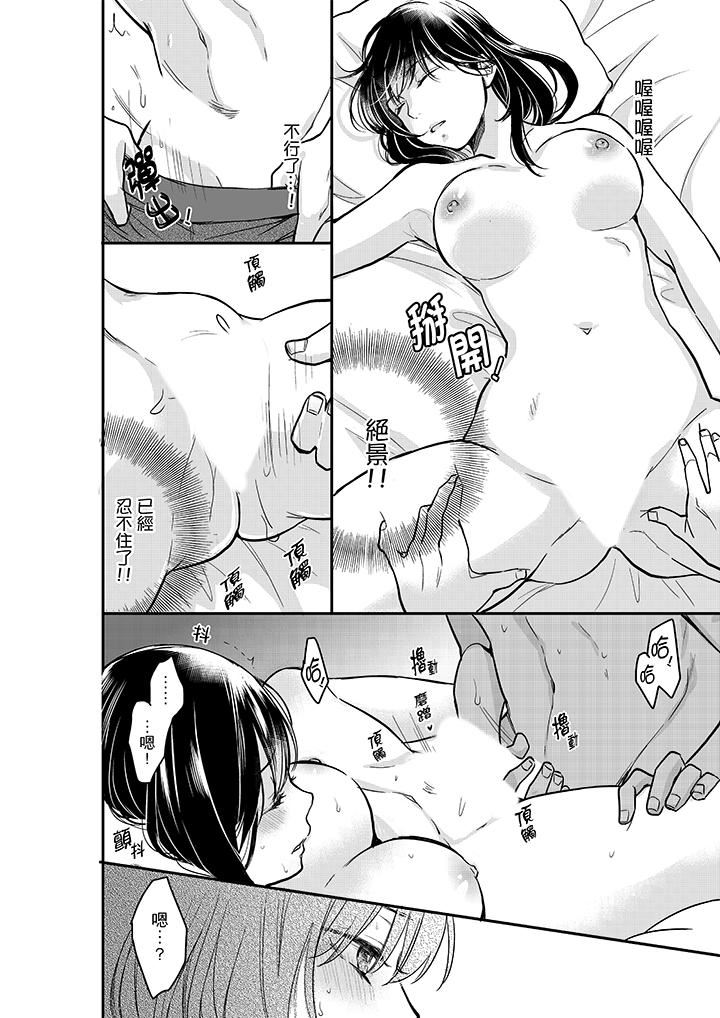 喔喔喔喔
掰開!
絕景!!
不行了…!
彈出!
頂觸
已經
忍不住了!!
頂觸
頂觸
哈哈
哈!
擼動
擼動
磨蹭♥
頂觸
頂觸
抖
……
…嗯!
顫抖
嗯…?